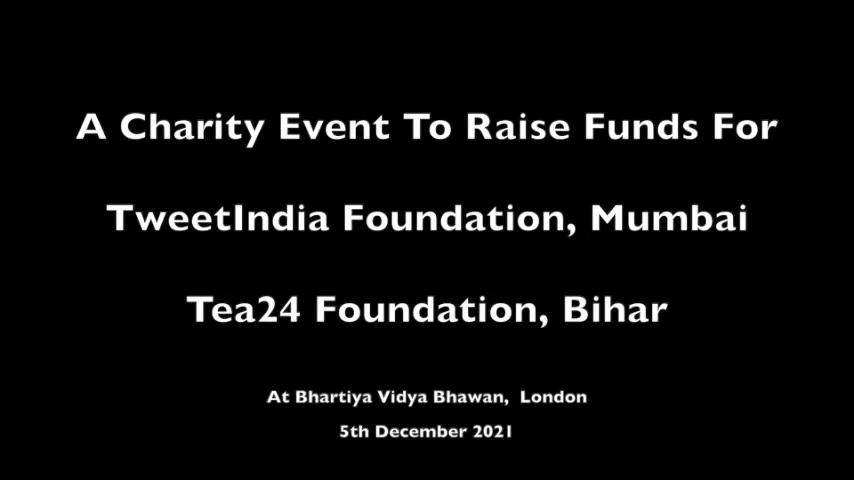 A Charity Event To Raise Funds For
TweetIndia Foundation, Mumbai
Tea24 Foundation, Bihar
At Bhartiya Vidya Bhawan, London
5th December 2021